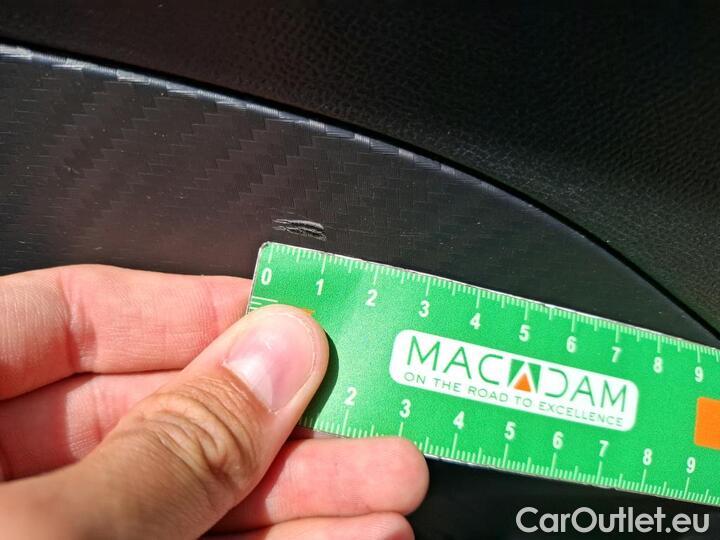 0 1 2 3 4 5 6 7 8 9
MACADAM
ON THE ROAD TO EXCELLENCE
2 3 4 5 6 7 8 9
CarOutlet.eu